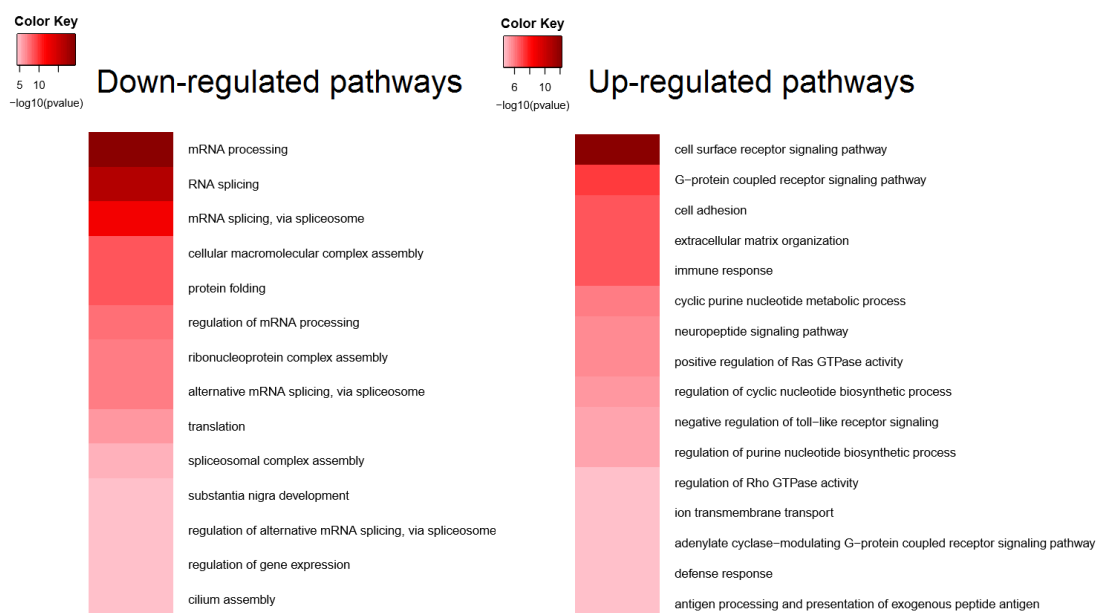 Color Key
5 10
−log10(pvalue)
Down-regulated pathways
mRNA processing
RNA splicing
mRNA splicing, via spliceosome
cellular macromolecular complex assembly
protein folding
regulation of mRNA processing
ribonucleoprotein complex assembly
alternative mRNA splicing, via spliceosome
translation
spliceosomal complex assembly
substantia nigra development
regulation of alternative mRNA splicing, via spliceosome
regulation of gene expression
cilium assembly
Color Key
6 10
−log10(pvalue)
Up-regulated pathways
cell surface receptor signaling pathway
G−protein coupled receptor signaling pathway
cell adhesion
extracellular matrix organization
immune response
cyclic purine nucleotide metabolic process
neuropeptide signaling pathway
positive regulation of Ras GTPase activity
regulation of cyclic nucleotide biosynthetic process
negative regulation of toll−like receptor signaling
regulation of purine nucleotide biosynthetic process
regulation of Rho GTPase activity
ion transmembrane transport
adenylate cyclase−modulating G−protein coupled receptor signaling pathway
defense response
antigen processing and presentation of exogenous peptide antigen